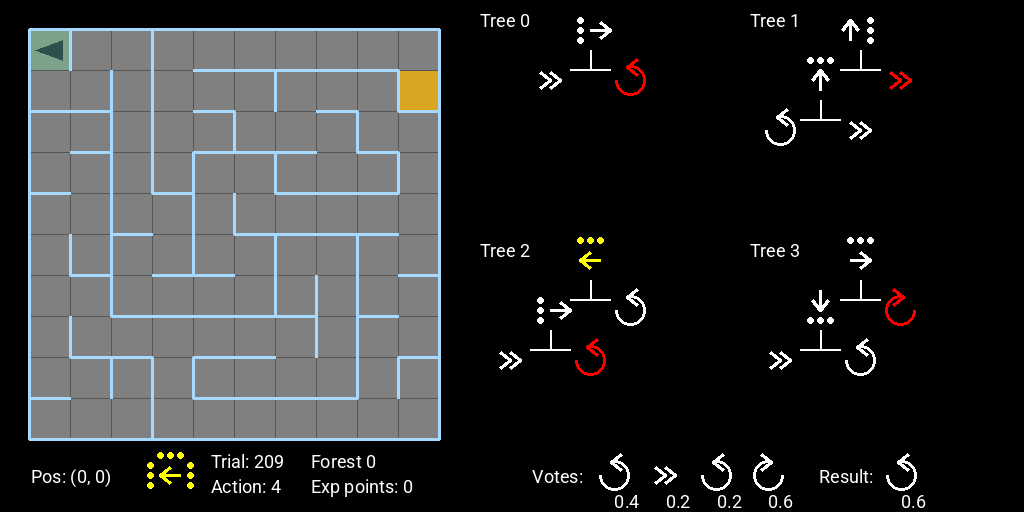 Tree 0
Tree 1
Tree 2
Tree 3
Pos: (0, 0)
Trial: 209
Forest 0
Action: 4
Exp points: 0
Votes:
0.4
0.2
0.2
0.6
Result:
0.6